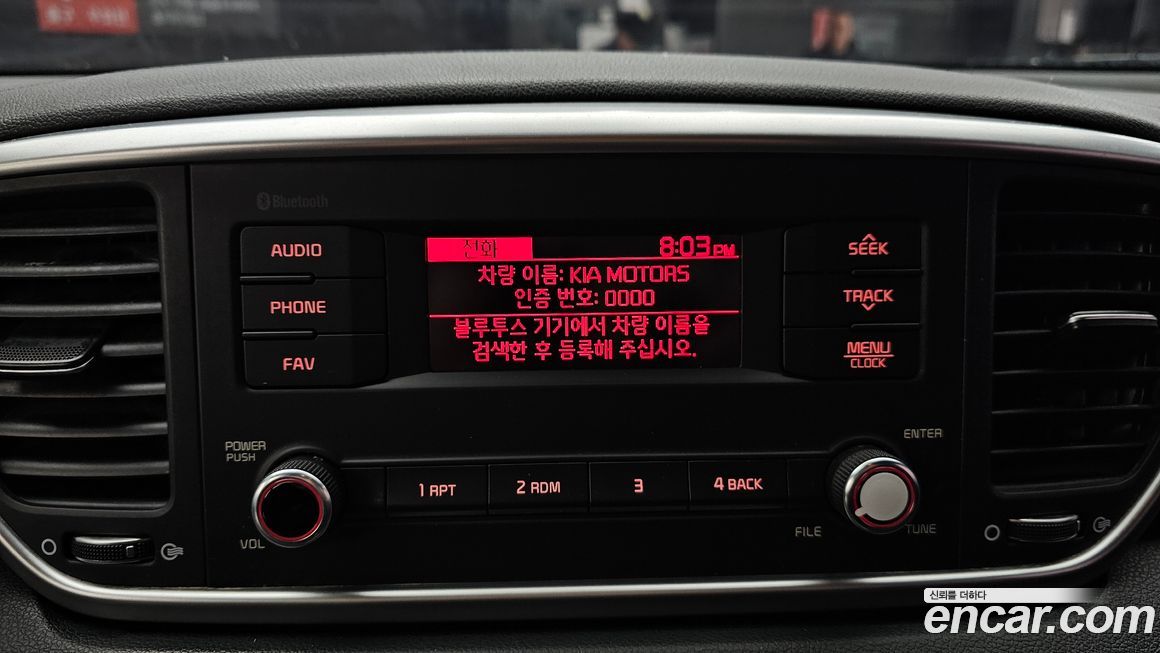 Bluetooth
AUDIO
PHONE
FAV
전화 8:03 PM
차량 이름: KIA MOTORS
인증 번호: 0000
블루투스 기기에서 차량 이름을
검색한 후 등록해 주십시오.
SEEK
TRACK
MENU
CLOCK
POWER
PUSH
VOL
1 RPT
2 RDM
3
4 BACK
ENTER
FILE
TUNE
신뢰를 더하다
encar.com